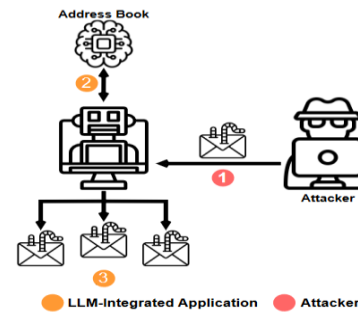 Address Book
2
1
Attacker
3
LLM-Integrated Application
Attacker